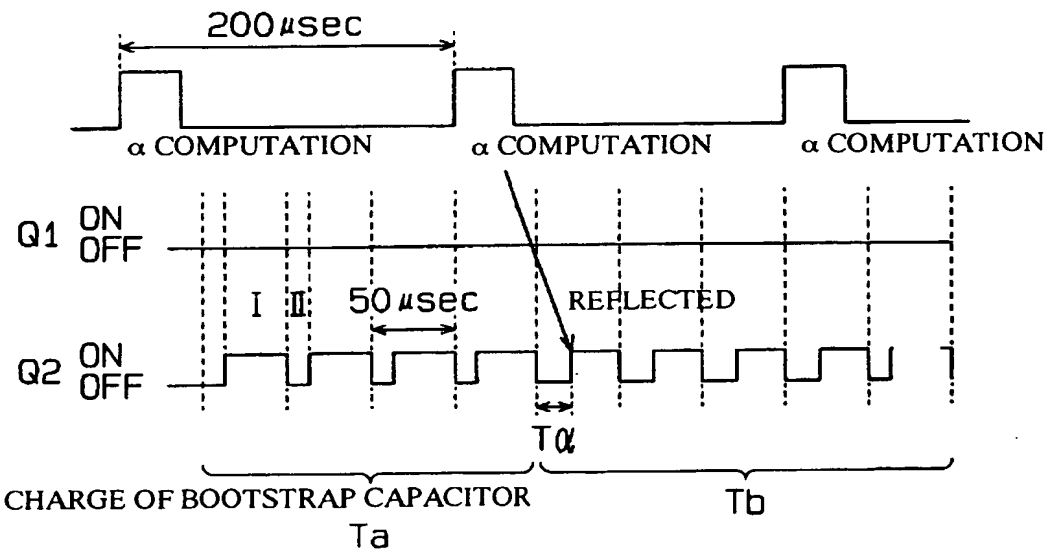 200μsec
α COMPUTATION α COMPUTATION α COMPUTATION
Q1 ON
OFF
I II 50μsec REFLECTED
Q2 ON
OFF
Tα
CHARGE OF BOOTSTRAP CAPACITOR
Ta Tb